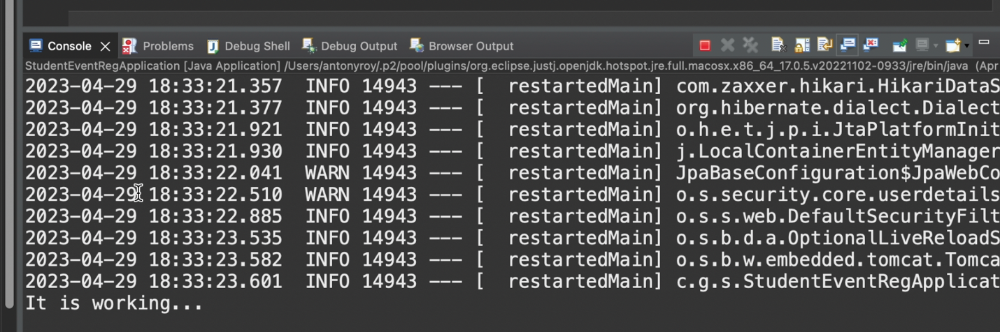 Console Problems Debug Shell Debug Output Browser Output
StudentEventRegApplication [Java Application] /Users/antonyroy/.p2/pool/plugins/org.eclipse.justj.openjdk.hotspot.jre.full.macosx.x86_64_17.0.5.v20221102-0933/jre/bin/java (Apr
2023-04-29 18:33:21.357  INFO 14943 --- [  restartedMain] com.zaxxer.hikari.HikariDataS
2023-04-29 18:33:21.377  INFO 14943 --- [  restartedMain] org.hibernate.dialect.Dialect
2023-04-29 18:33:21.921  INFO 14943 --- [  restartedMain] o.h.e.t.j.p.i.JtaPlatformInit
2023-04-29 18:33:21.930  INFO 14943 --- [  restartedMain] j.LocalContainerEntityManager
2023-04-29 18:33:22.041  WARN 14943 --- [  restartedMain] JpaBaseConfiguration$JpaWebCo
2023-04-29 18:33:22.510  WARN 14943 --- [  restartedMain] o.s.security.core.userdetails
2023-04-29 18:33:22.885  INFO 14943 --- [  restartedMain] o.s.s.web.DefaultSecurityFilt
2023-04-29 18:33:23.535  INFO 14943 --- [  restartedMain] o.s.b.d.a.OptionalLiveReloadS
2023-04-29 18:33:23.582  INFO 14943 --- [  restartedMain] o.s.b.w.embedded.tomcat.Tomca
2023-04-29 18:33:23.601  INFO 14943 --- [  restartedMain] c.g.s.StudentEventRegApplicat
It is working...